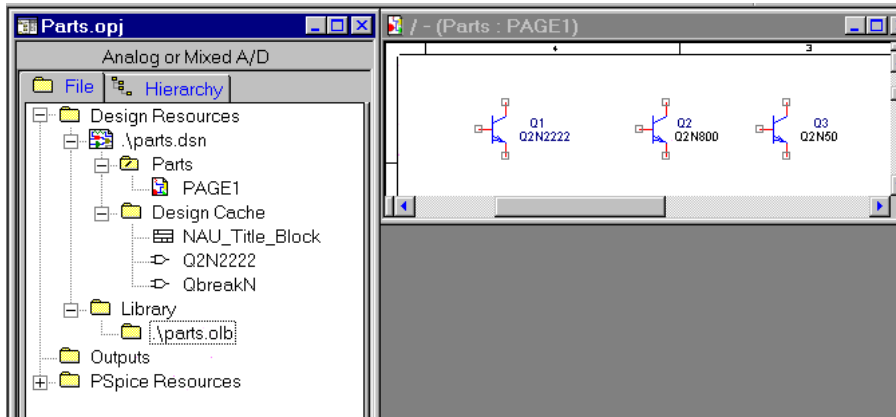 Parts.opj
Analog or Mixed A/D
File
Hierarchy
Design Resources
.\parts.dsn
Parts
PAGE1
Design Cache
NAU_Title_Block
Q2N2222
QbreakN
Library
.\parts.olb
Outputs
PSpice Resources
/ - (Parts : PAGE1)
4
3
Q1
Q2N2222
Q2
Q2N800
Q3
Q2N50